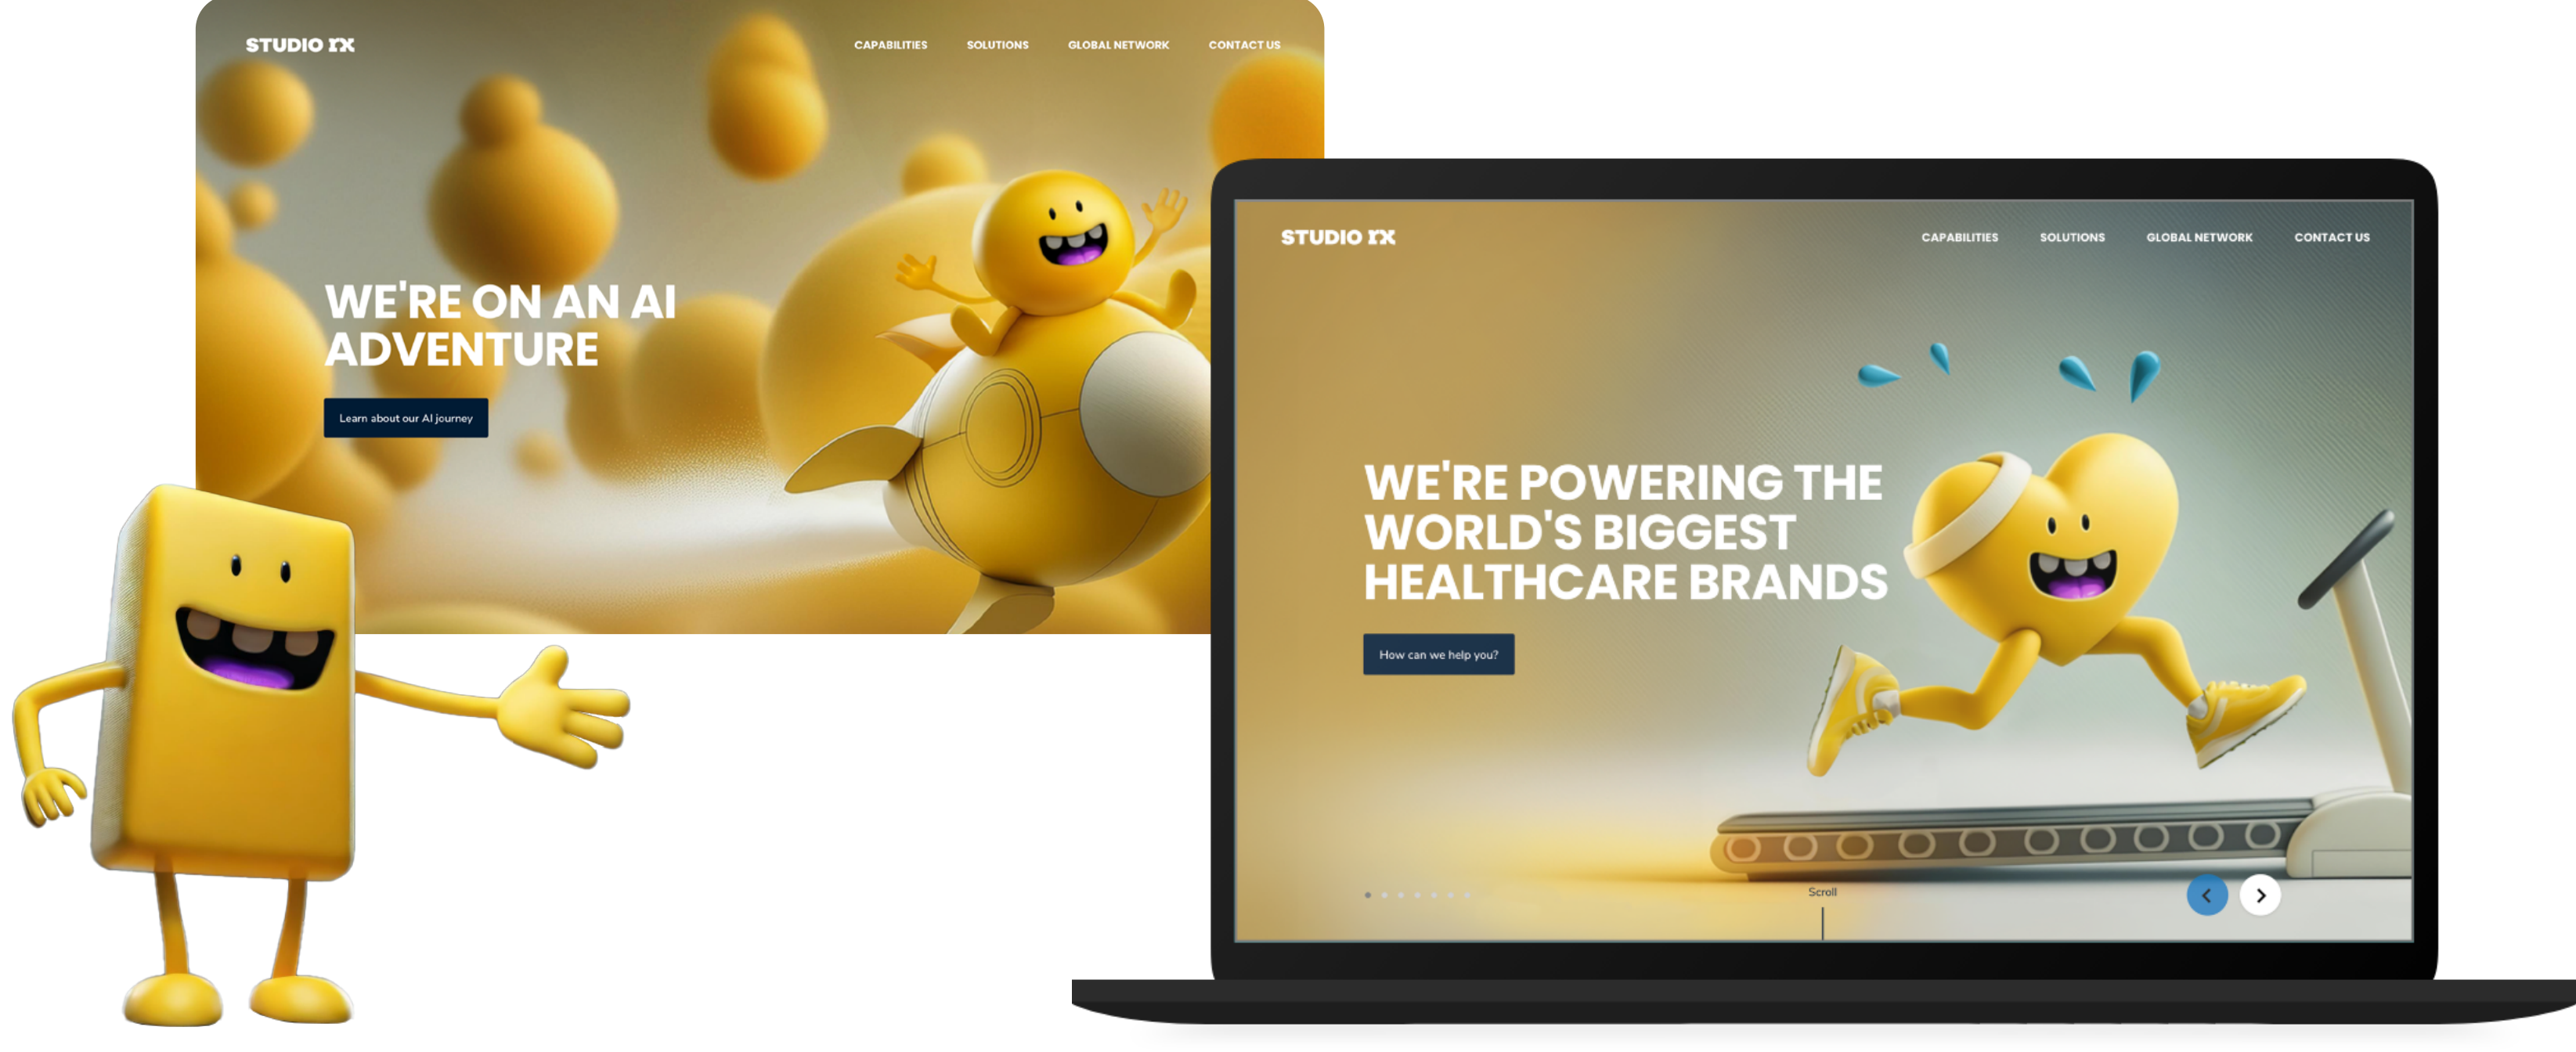 STUDIO rx
CAPABILITIES SOLUTIONS GLOBAL NETWORK CONTACT US
WE'RE ON AN AI
ADVENTURE
Learn about our AI journey
STUDIO rx
CAPABILITIES SOLUTIONS GLOBAL NETWORK CONTACT US
WE'RE POWERING THE
WORLD'S BIGGEST
HEALTHCARE BRANDS
How can we help you?
Scroll